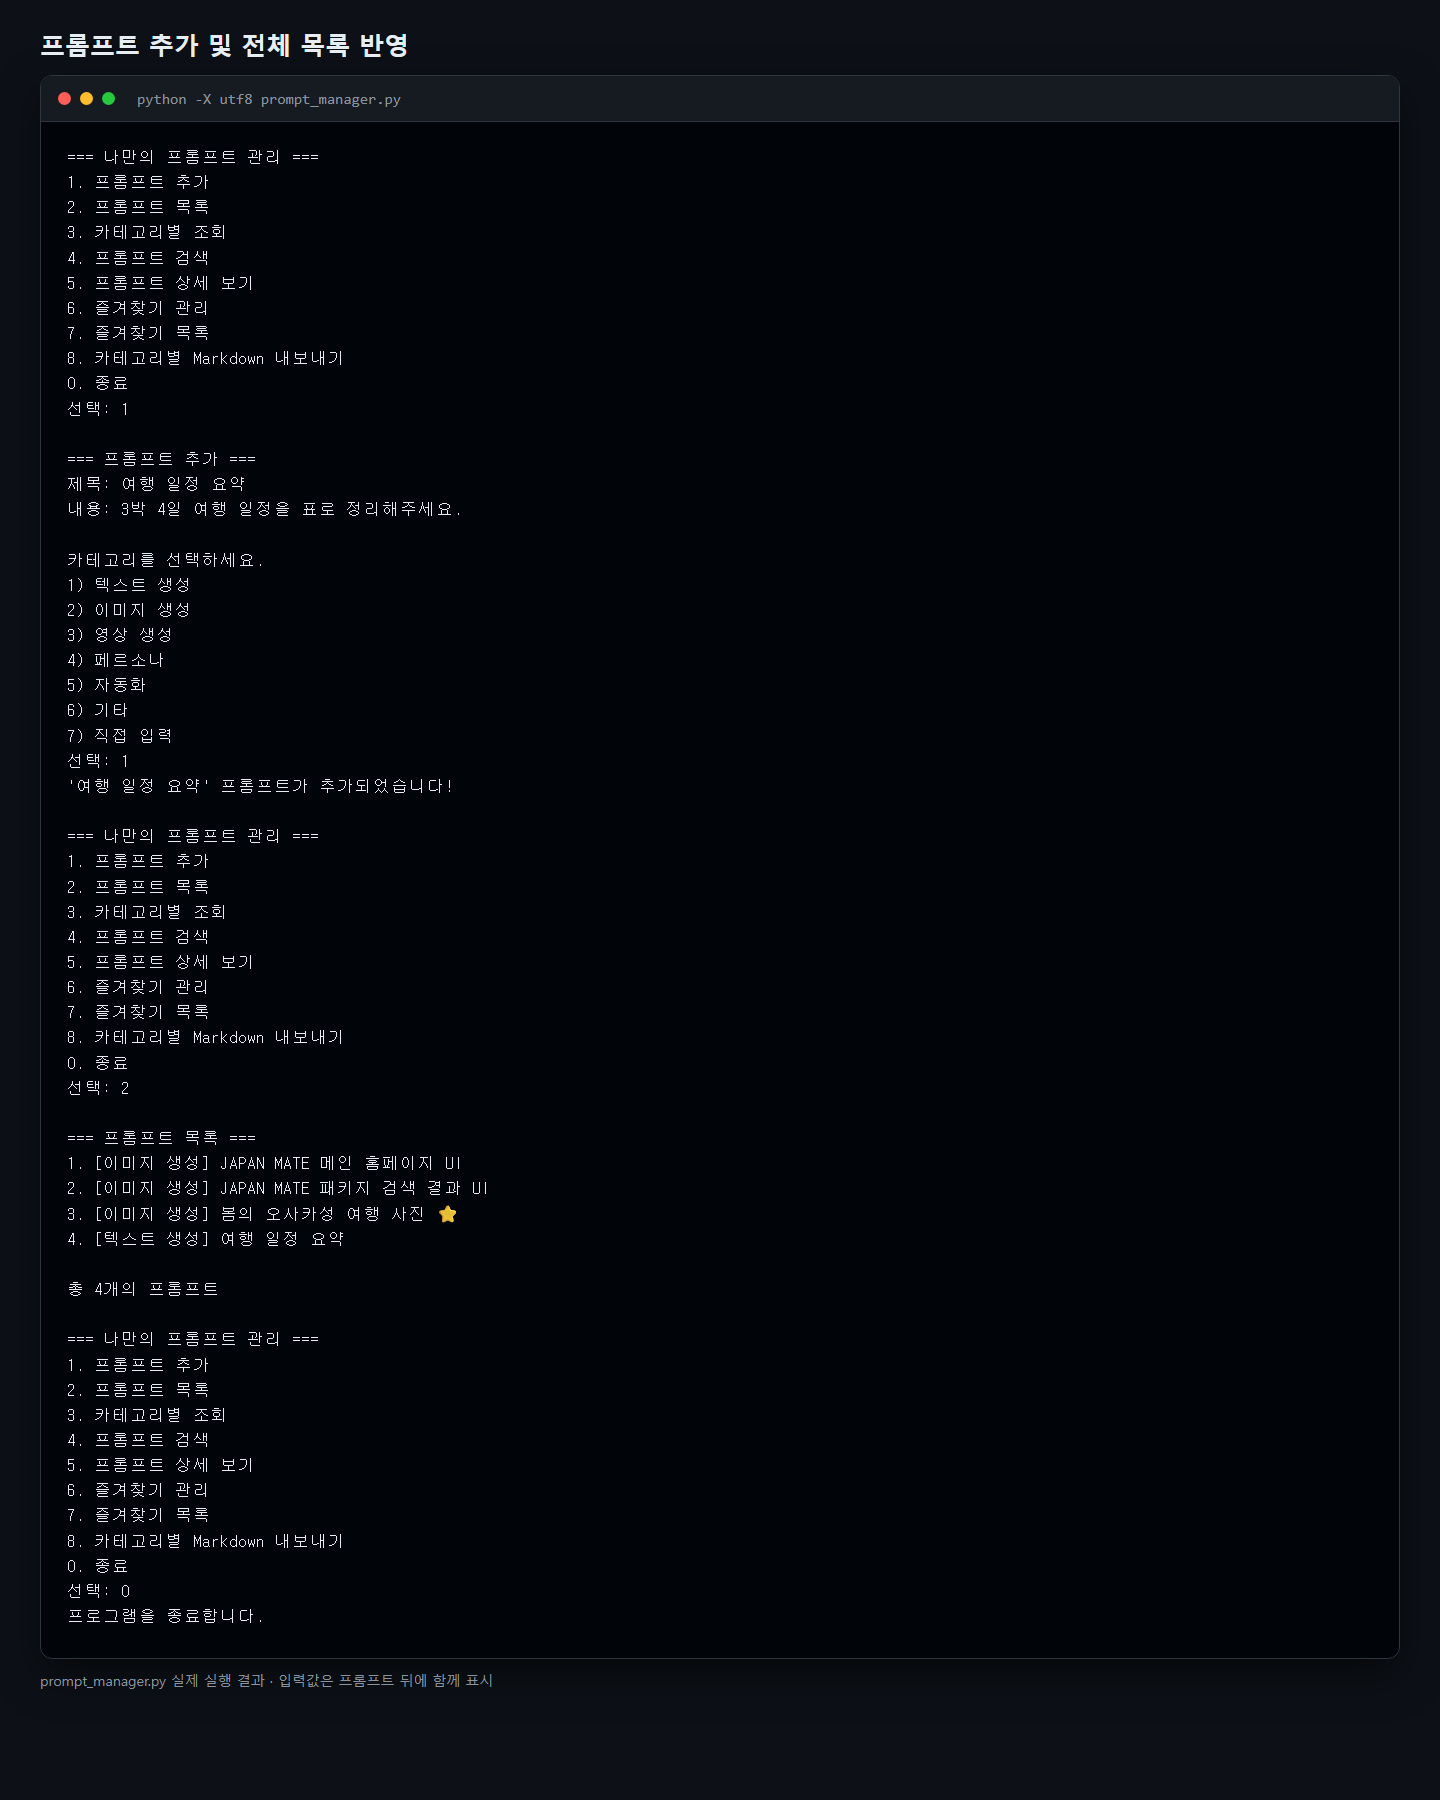 프롬프트 추가 및 전체 목록 반영
python -X utf8 prompt_manager.py
=== 나만의 프롬프트 관리 ===
1. 프롬프트 추가
2. 프롬프트 목록
3. 카테고리별 조회
4. 프롬프트 검색
5. 프롬프트 상세 보기
6. 즐겨찾기 관리
7. 즐겨찾기 목록
8. 카테고리별 Markdown 내보내기
0. 종료
선택: 1
=== 프롬프트 추가 ===
제목: 여행 일정 요약
내용: 3박 4일 여행 일정을 표로 정리해주세요.
카테고리를 선택하세요.
1) 텍스트 생성
2) 이미지 생성
3) 영상 생성
4) 페르소나
5) 자동화
6) 기타
7) 직접 입력
선택: 1
'여행 일정 요약' 프롬프트가 추가되었습니다!
=== 나만의 프롬프트 관리 ===
1. 프롬프트 추가
2. 프롬프트 목록
3. 카테고리별 조회
4. 프롬프트 검색
5. 프롬프트 상세 보기
6. 즐겨찾기 관리
7. 즐겨찾기 목록
8. 카테고리별 Markdown 내보내기
0. 종료
선택: 2
=== 프롬프트 목록 ===
1. [이미지 생성] JAPAN MATE 메인 홈페이지 UI
2. [이미지 생성] JAPAN MATE 패키지 검색 결과 UI
3. [이미지 생성] 봄의 오사카성 여행 사진 ⭐
4. [텍스트 생성] 여행 일정 요약
총 4개의 프롬프트
=== 나만의 프롬프트 관리 ===
1. 프롬프트 추가
2. 프롬프트 목록
3. 카테고리별 조회
4. 프롬프트 검색
5. 프롬프트 상세 보기
6. 즐겨찾기 관리
7. 즐겨찾기 목록
8. 카테고리별 Markdown 내보내기
0. 종료
선택: 0
프로그램을 종료합니다.
prompt_manager.py 실제 실행 결과 · 입력값은 프롬프트 뒤에 함께 표시